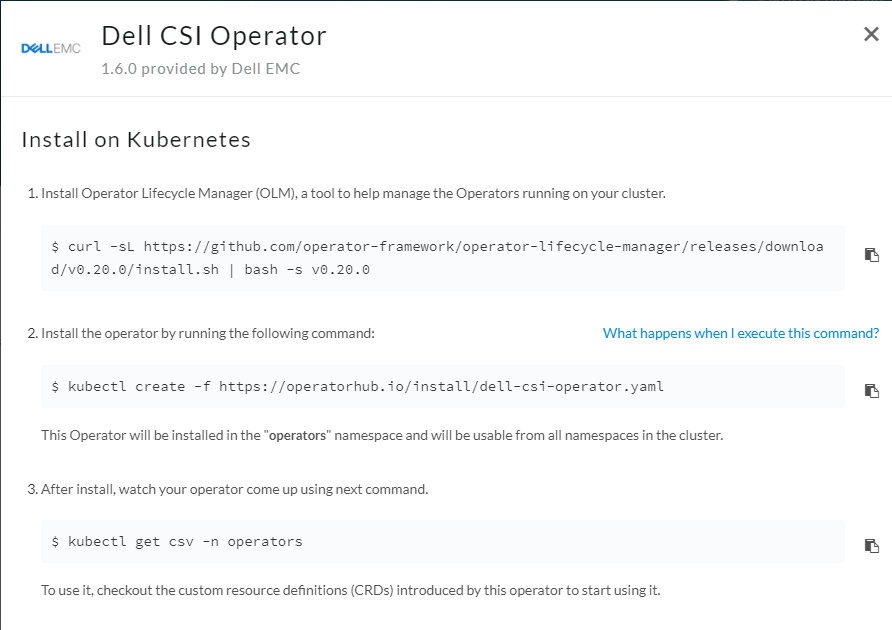 Dell CSI Operator
DELLEMC
1.6.0 provided by Dell EMC
Install on Kubernetes
1. Install Operator Lifecycle Manager (OLM), a tool to help manage the Operators running on your cluster.
$ curl -sL https://github.com/operator-framework/operator-lifecycle-manager/releases/downloa
d/v0.20.0/install.sh | bash -s v0.20.0
2. Install the operator by running the following command: What happens when I execute this command?
$ kubectl create -f https://operatorhub.io/install/dell-csi-operator.yaml
This Operator will be installed in the "operators" namespace and will be usable from all namespaces in the cluster.
3. After install, watch your operator come up using next command.
$ kubectl get csv -n operators
To use it, checkout the custom resource definitions (CRDs) introduced by this operator to start using it.